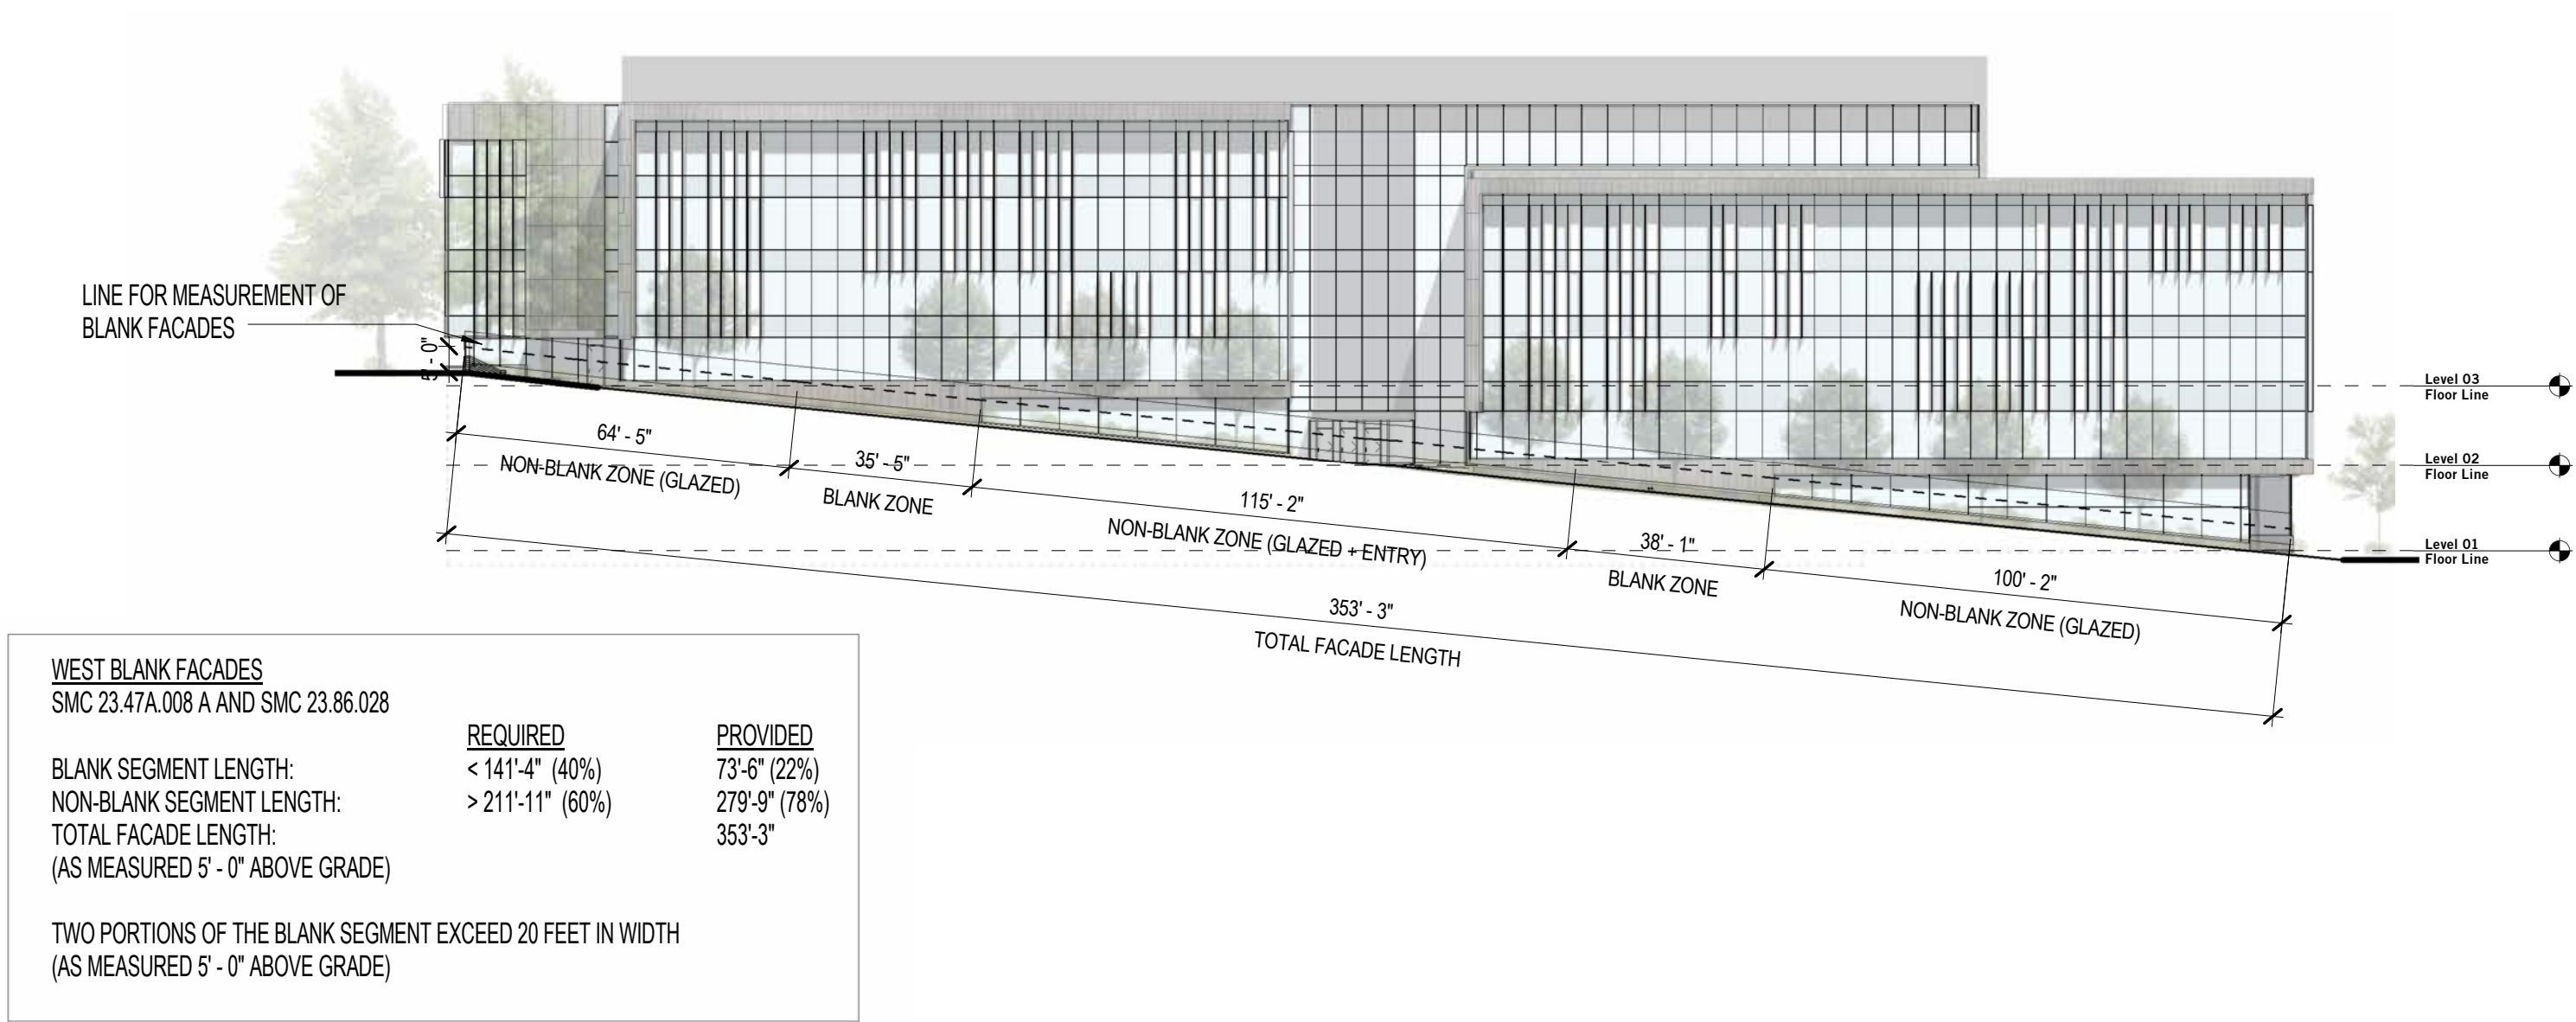 LINE FOR MEASUREMENT OF
BLANK FACADES
5' - 0"
Level 03
Floor Line
Level 02
Floor Line
Level 01
Floor Line
64' - 5"
NON-BLANK ZONE (GLAZED)
35' - 5"
BLANK ZONE
115' - 2"
NON-BLANK ZONE (GLAZED + ENTRY)
38' - 1"
BLANK ZONE
100' - 2"
NON-BLANK ZONE (GLAZED)
353' - 3"
TOTAL FACADE LENGTH
WEST BLANK FACADES
SMC 23.47A.008 A AND SMC 23.86.028
REQUIRED PROVIDED
BLANK SEGMENT LENGTH: < 141'-4" (40%) 73'-6" (22%)
NON-BLANK SEGMENT LENGTH: > 211'-11" (60%) 279'-9" (78%)
TOTAL FACADE LENGTH: 353'-3"
(AS MEASURED 5' - 0" ABOVE GRADE)
TWO PORTIONS OF THE BLANK SEGMENT EXCEED 20 FEET IN WIDTH
(AS MEASURED 5' - 0" ABOVE GRADE)